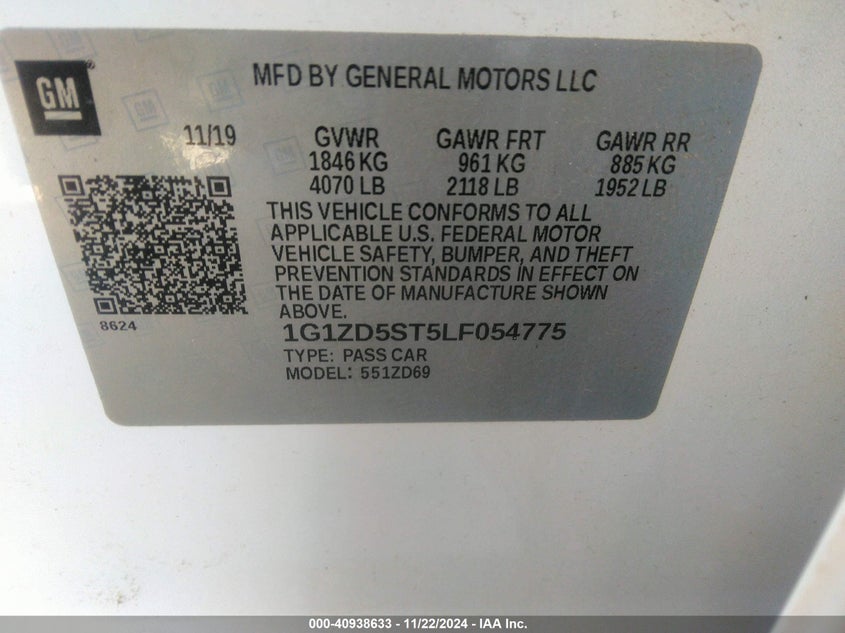 GM
MFD BY GENERAL MOTORS LLC
11/19 GVWR GAWR FRT GAWR RR
1846 KG 961 KG 885 KG
4070 LB 2118 LB 1952 LB
THIS VEHICLE CONFORMS TO ALL
APPLICABLE U.S. FEDERAL MOTOR
VEHICLE SAFETY, BUMPER, AND THEFT
PREVENTION STANDARDS IN EFFECT ON
THE DATE OF MANUFACTURE SHOWN
ABOVE.
8624
1G1ZD5ST5LF054775
TYPE: PASS CAR
MODEL: 551ZD69
000-40938633 - 11/22/2024 - IAA Inc.